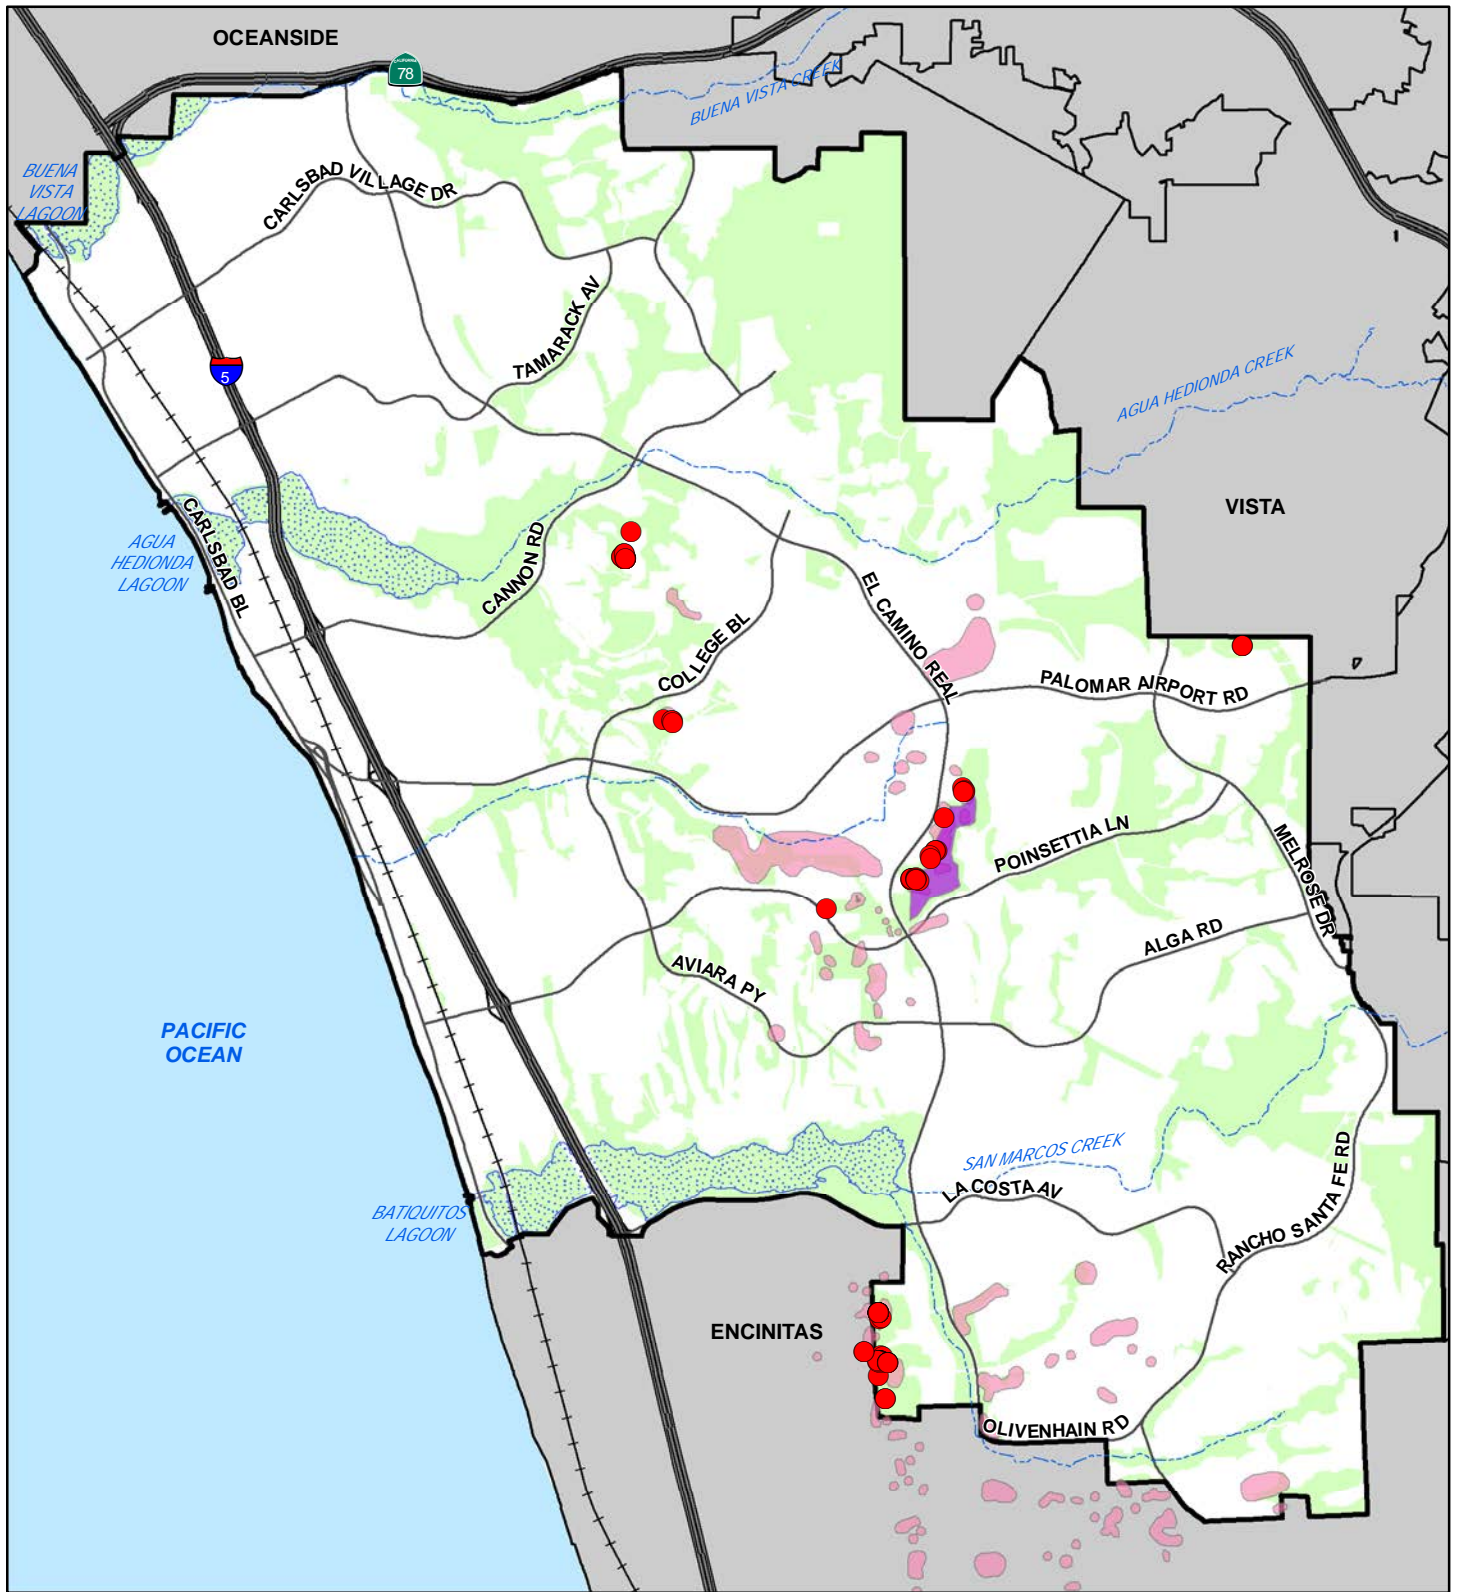 OCEANSIDE
CALIFORNIA
78
BUENA VISTA CREEK
BUENA
VISTA
LAGOON
CARLSBAD VILLAGE DR
TAMARACK AV
5
AGUA HEDIONDA CREEK
VISTA
CARLSBAD BL
AGUA
HEDIONDA
LAGOON
CANNON RD
EL CAMINO REAL
COLLEGE BL
PALOMAR AIRPORT RD
POINSETTIA LN
MELROSE DR
ALGA RD
AVIARA PY
PACIFIC
OCEAN
SAN MARCOS CREEK
LA COSTA AV
RANCHO SANTA FE RD
BATIQUITOS
LAGOON
ENCINITAS
OLIVENHAIN RD